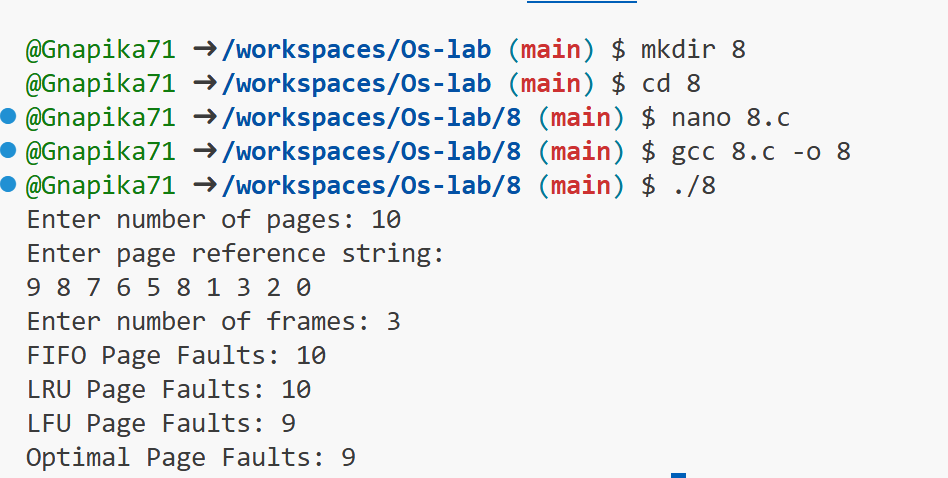 @Gnapika71 ➜/workspaces/Os-lab (main) $ mkdir 8
@Gnapika71 ➜/workspaces/Os-lab (main) $ cd 8
@Gnapika71 ➜/workspaces/Os-lab/8 (main) $ nano 8.c
@Gnapika71 ➜/workspaces/Os-lab/8 (main) $ gcc 8.c -o 8
@Gnapika71 ➜/workspaces/Os-lab/8 (main) $ ./8
Enter number of pages: 10
Enter page reference string:
9 8 7 6 5 8 1 3 2 0
Enter number of frames: 3
FIFO Page Faults: 10
LRU Page Faults: 10
LFU Page Faults: 9
Optimal Page Faults: 9